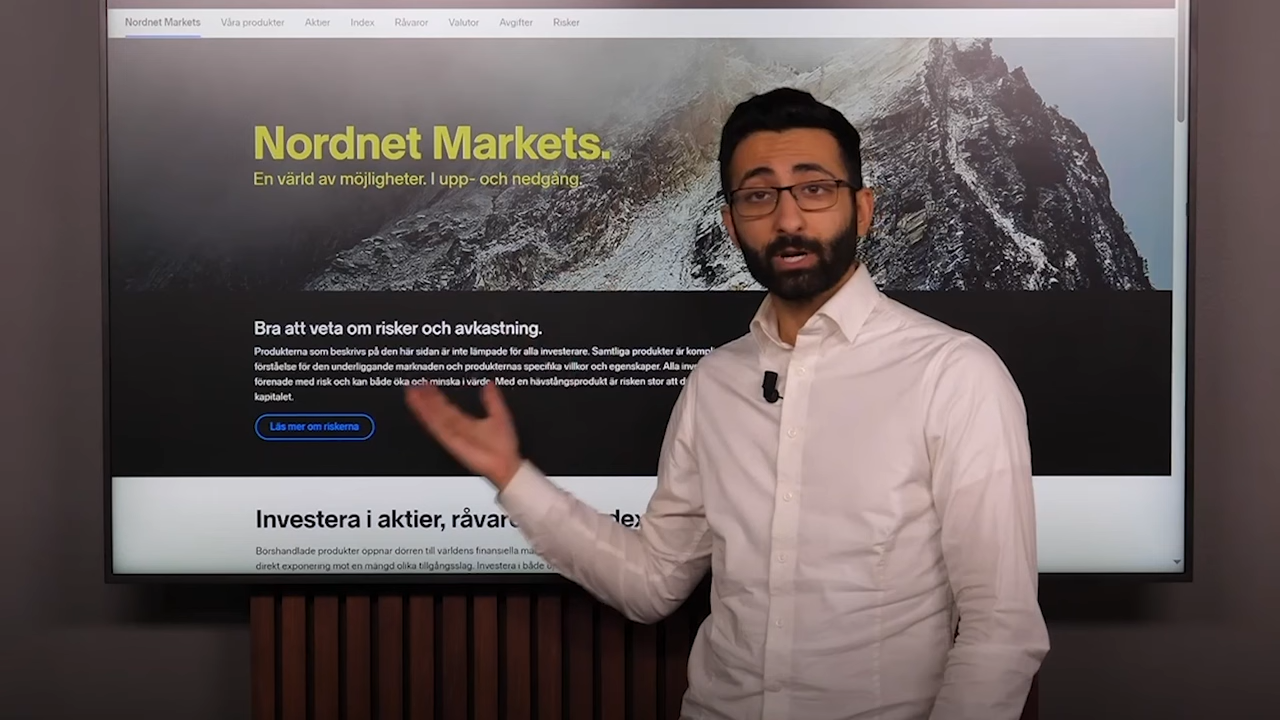 Nordnet Markets Våra produkter Aktier Index Råvaror Valutor Avgifter Risker
Nordnet Markets.
En värld av möjligheter. I upp- och nedgång.
Bra att veta om risker och avkastning.
Produkterna som beskrivs på den här sidan är inte lämpade för alla investerare. Samtliga produkter är
förståelse för den underliggande marknaden och produkternas specifika villkor och egenskaper. Alla
förenade med risk och kan både öka och minska i värde. Med en hävstångsprodukt är risken stor att
kapitalet.
Läs mer om riskerna
Investera i aktier,
Börshandlade produkter öppnar dörren till världens finansiella
direkt exponering mot en mängd olika tillgångsslag. Investera i både